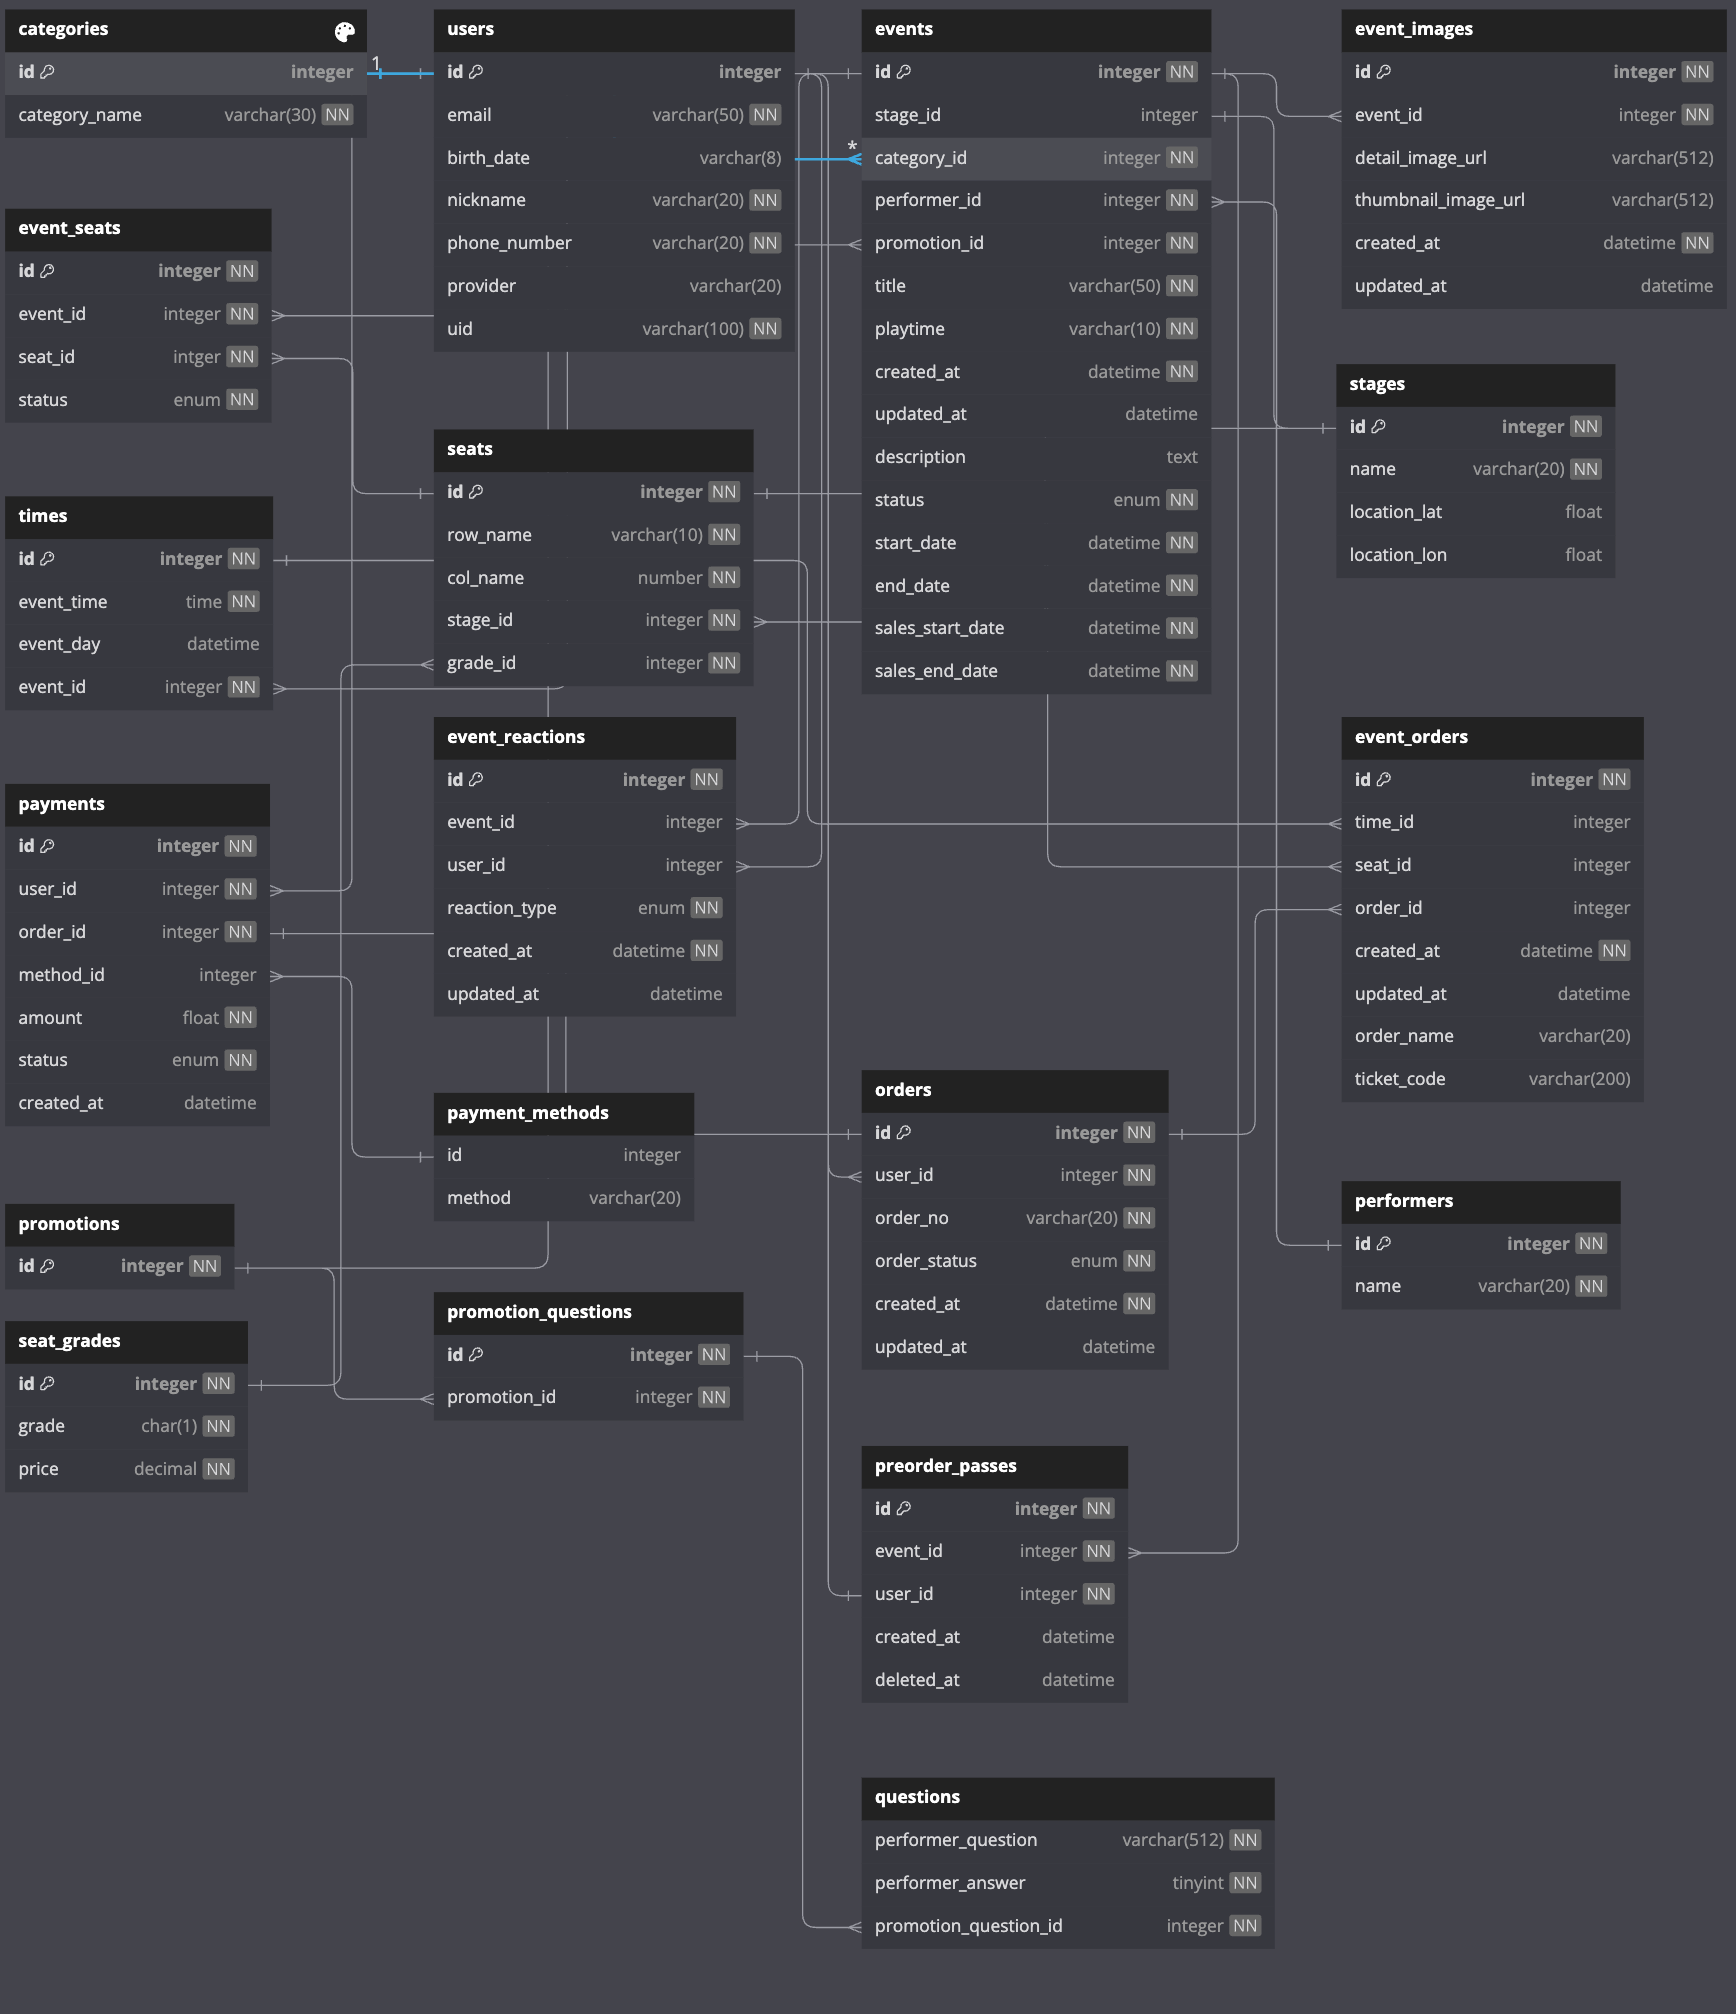 categories
id integer
category_name varchar(30) NN
1
users
id integer
email varchar(50) NN
birth_date varchar(8)
nickname varchar(20) NN
phone_number varchar(20) NN
provider varchar(20)
uid varchar(100) NN
*
events
id integer NN
stage_id integer
category_id integer NN
performer_id integer NN
promotion_id integer NN
title varchar(50) NN
playtime varchar(10) NN
created_at datetime NN
updated_at datetime
description text
status enum NN
start_date datetime NN
end_date datetime NN
sales_start_date datetime NN
sales_end_date datetime NN
event_images
id integer NN
event_id integer NN
detail_image_url varchar(512)
thumbnail_image_url varchar(512)
created_at datetime NN
updated_at datetime
event_seats
id integer NN
event_id integer NN
seat_id intger NN
status enum NN
stages
id integer NN
name varchar(20) NN
location_lat float
location_lon float
seats
id integer NN
row_name varchar(10) NN
col_name number NN
stage_id integer NN
grade_id integer NN
times
id integer NN
event_time time NN
event_day datetime
event_id integer NN
event_reactions
id integer NN
event_id integer
user_id integer
reaction_type enum NN
created_at datetime NN
updated_at datetime
event_orders
id integer NN
time_id integer
seat_id integer
order_id integer
created_at datetime NN
updated_at datetime
order_name varchar(20)
ticket_code varchar(200)
payments
id integer NN
user_id integer NN
order_id integer NN
method_id integer
amount float NN
status enum NN
created_at datetime
payment_methods
id integer
method varchar(20)
orders
id integer NN
user_id integer NN
order_no varchar(20) NN
order_status enum NN
created_at datetime NN
updated_at datetime
performers
id integer NN
name varchar(20) NN
promotions
id integer NN
promotion_questions
id integer NN
promotion_id integer NN
seat_grades
id integer NN
grade char(1) NN
price decimal NN
preorder_passes
id integer NN
event_id integer NN
user_id integer NN
created_at datetime
deleted_at datetime
questions
performer_question varchar(512) NN
performer_answer tinyint NN
promotion_question_id integer NN